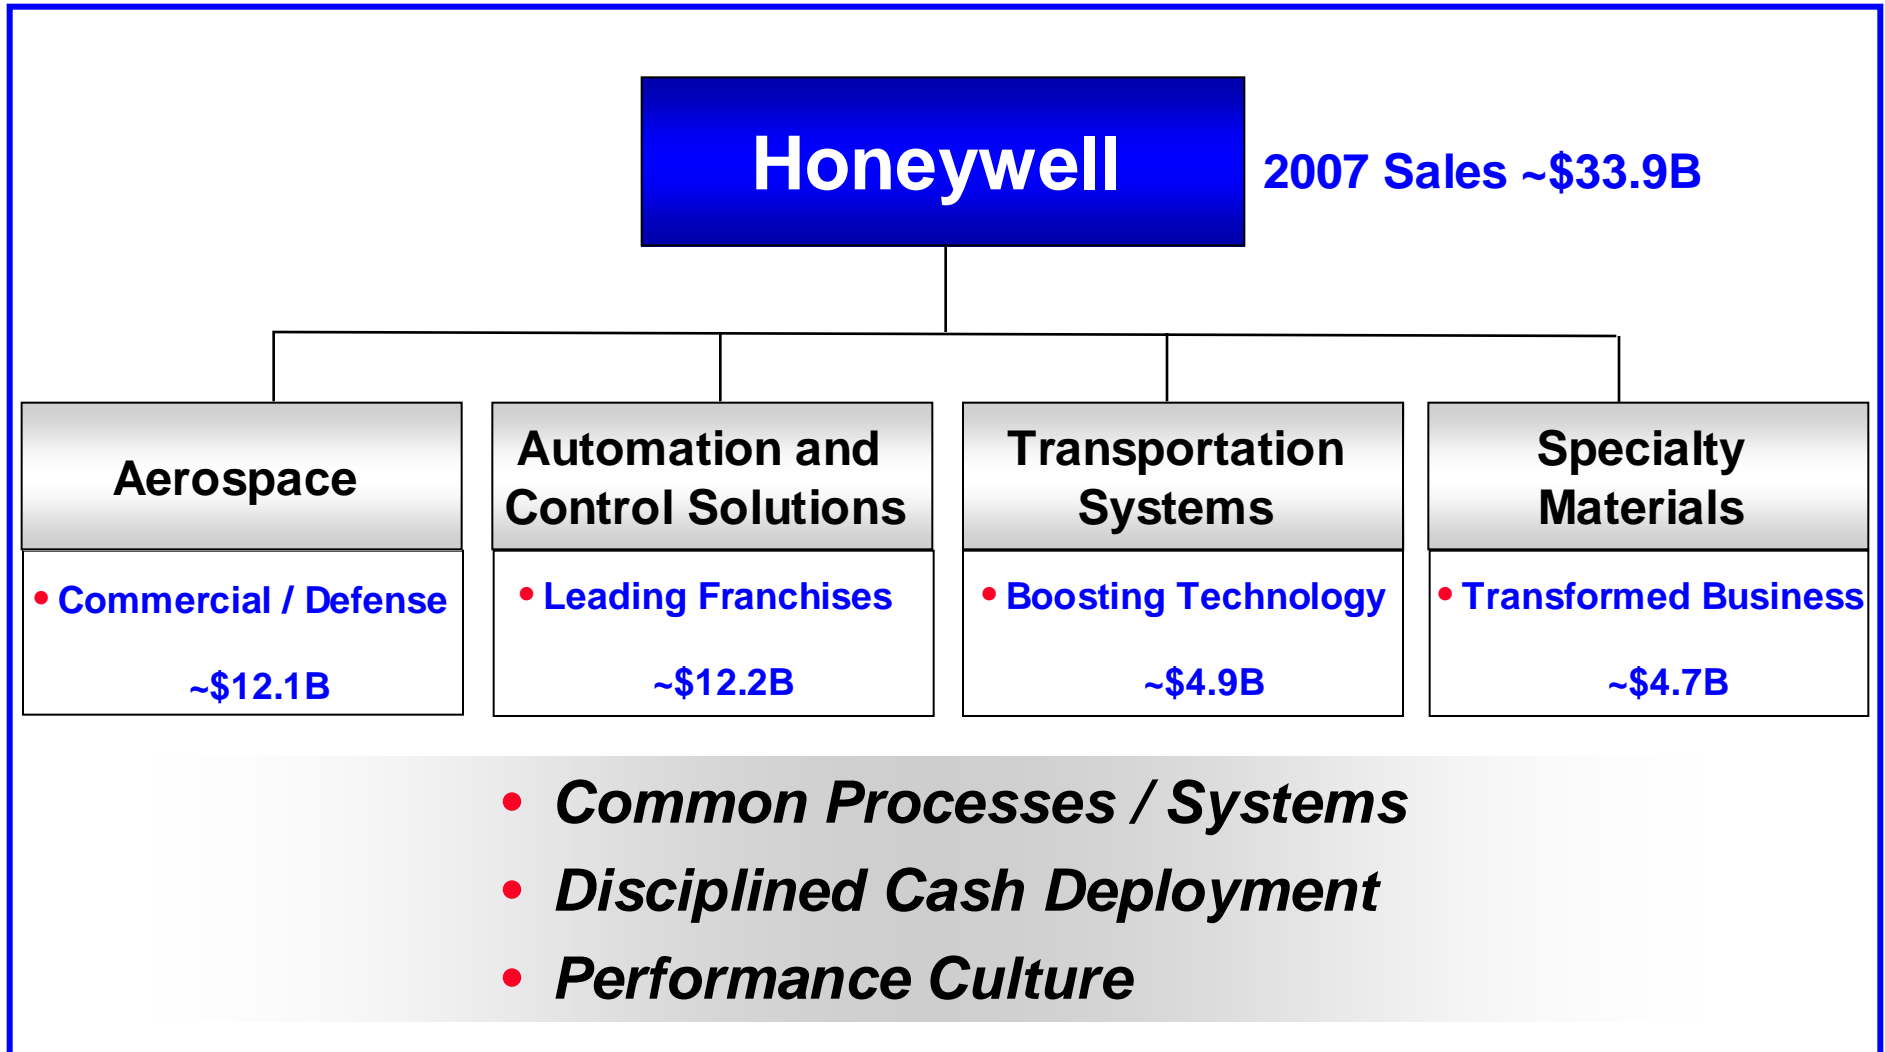 Honeywell
2007 Sales ~$33.9B
Aerospace
Automation and
Control Solutions
Transportation
Systems
Specialty
Materials
• Commercial / Defense
~$12.1B
• Leading Franchises
~$12.2B
• Boosting Technology
~$4.9B
• Transformed Business
~$4.7B
• Common Processes / Systems
• Disciplined Cash Deployment
• Performance Culture